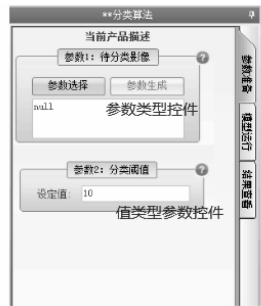 **分类算法
当前产品描述
参数1: 待分类影像
参数选择 参数生成
null
参数类型控件
参数2: 分类阈值
设定值: 10
值类型参数控件
参数准备
模型运行
结果查看